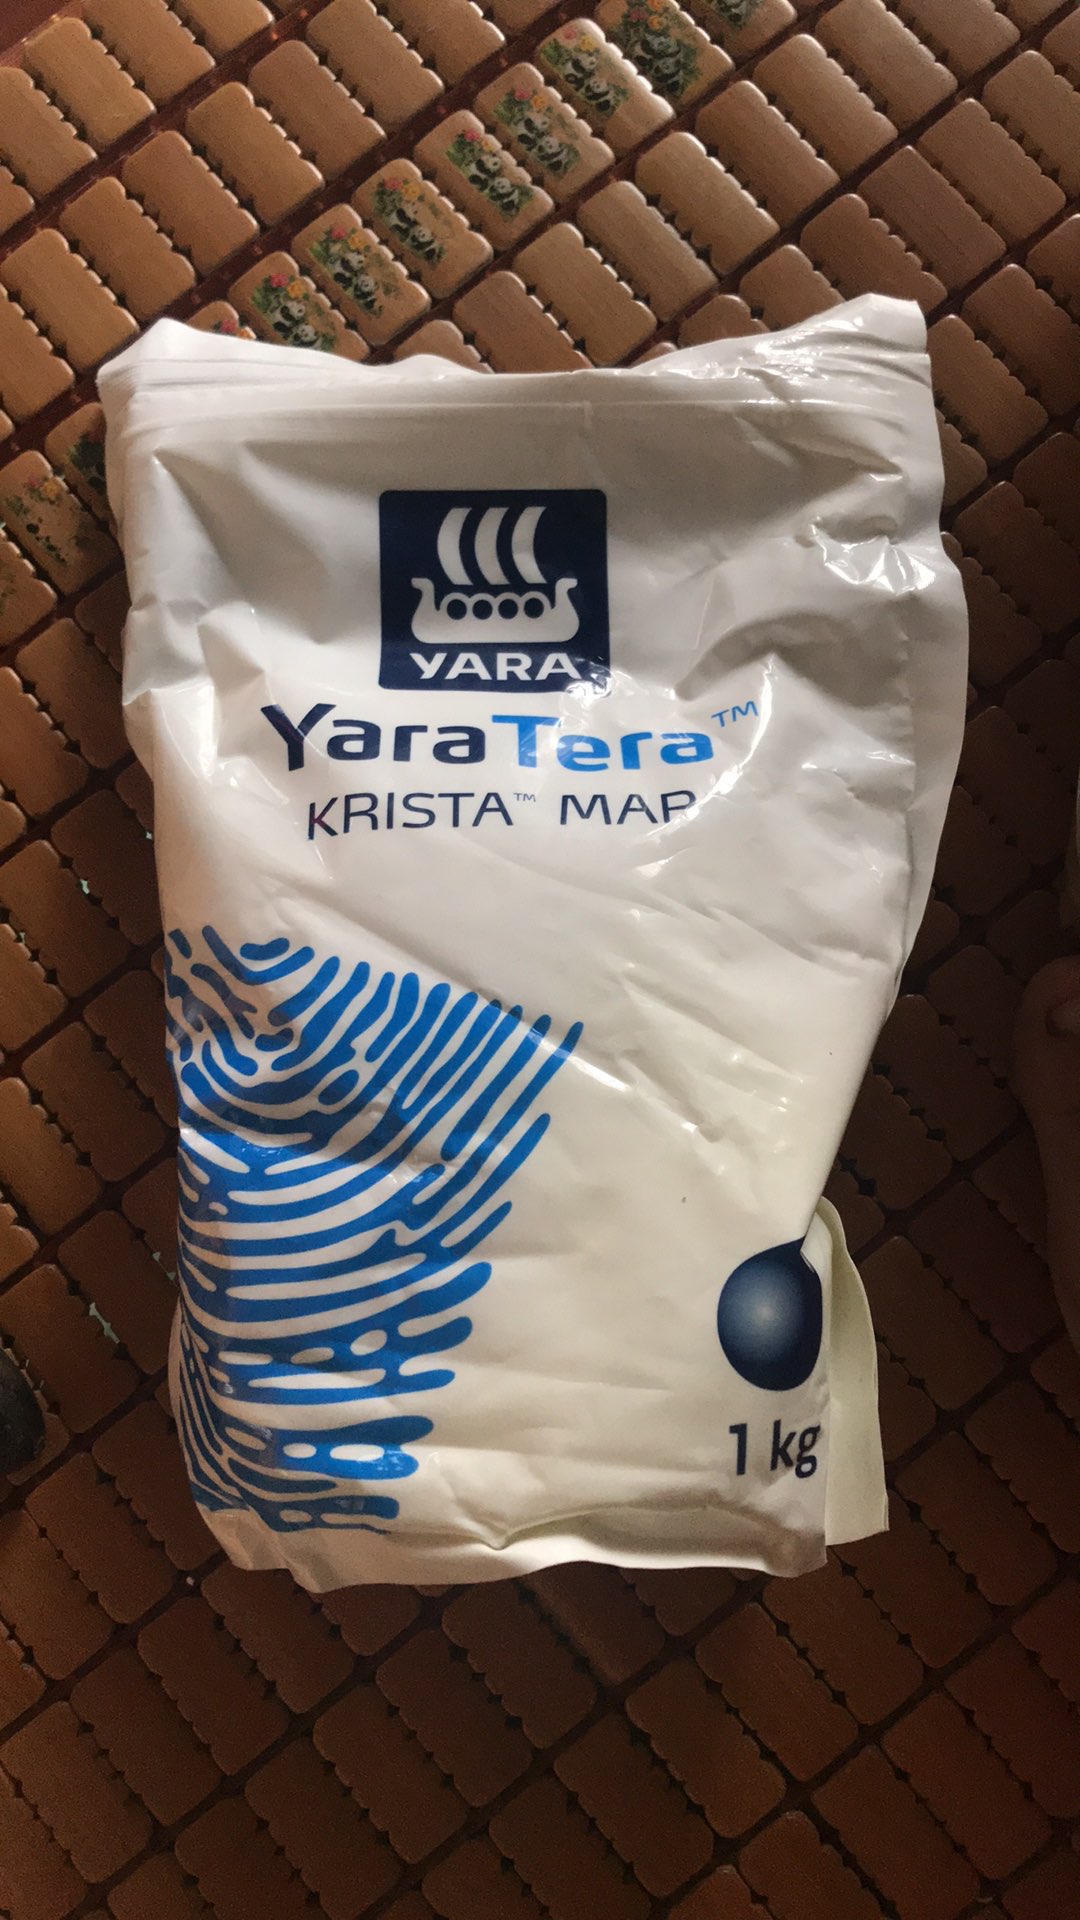 YARA
YaraTera™
KRISTA™ MAP
1 kg